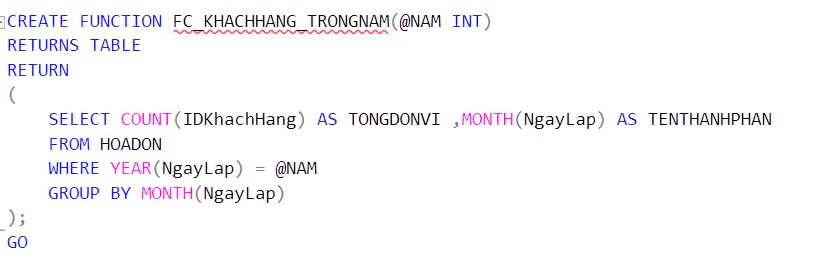 CREATE FUNCTION FC_KHACHHANG_TRONGNAM(@NAM INT)
RETURNS TABLE
RETURN
(
SELECT COUNT(IDKhachHang) AS TONGDONVI ,MONTH(NgayLap) AS TENTHANHPHAN
FROM HOADON
WHERE YEAR(NgayLap) = @NAM
GROUP BY MONTH(NgayLap)
);
GO